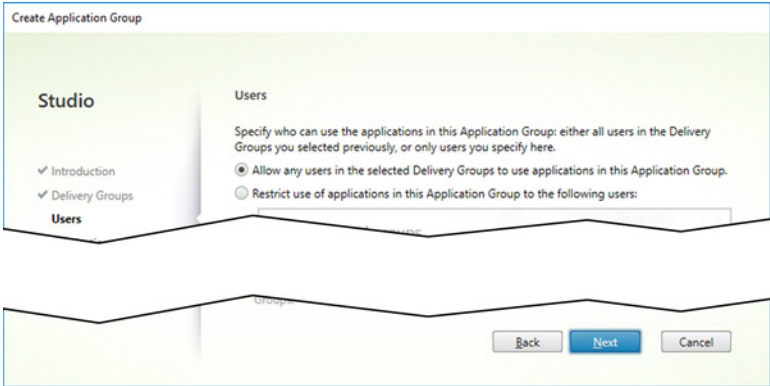 Create Application Group
Studio
Introduction
Delivery Groups
Users
Users
Specify who can use the applications in this Application Group: either all users in the Delivery
Groups you selected previously, or only users you specify here.
Allow any users in the selected Delivery Groups to use applications in this Application Group.
Restrict use of applications in this Application Group to the following users:
Back
Next
Cancel